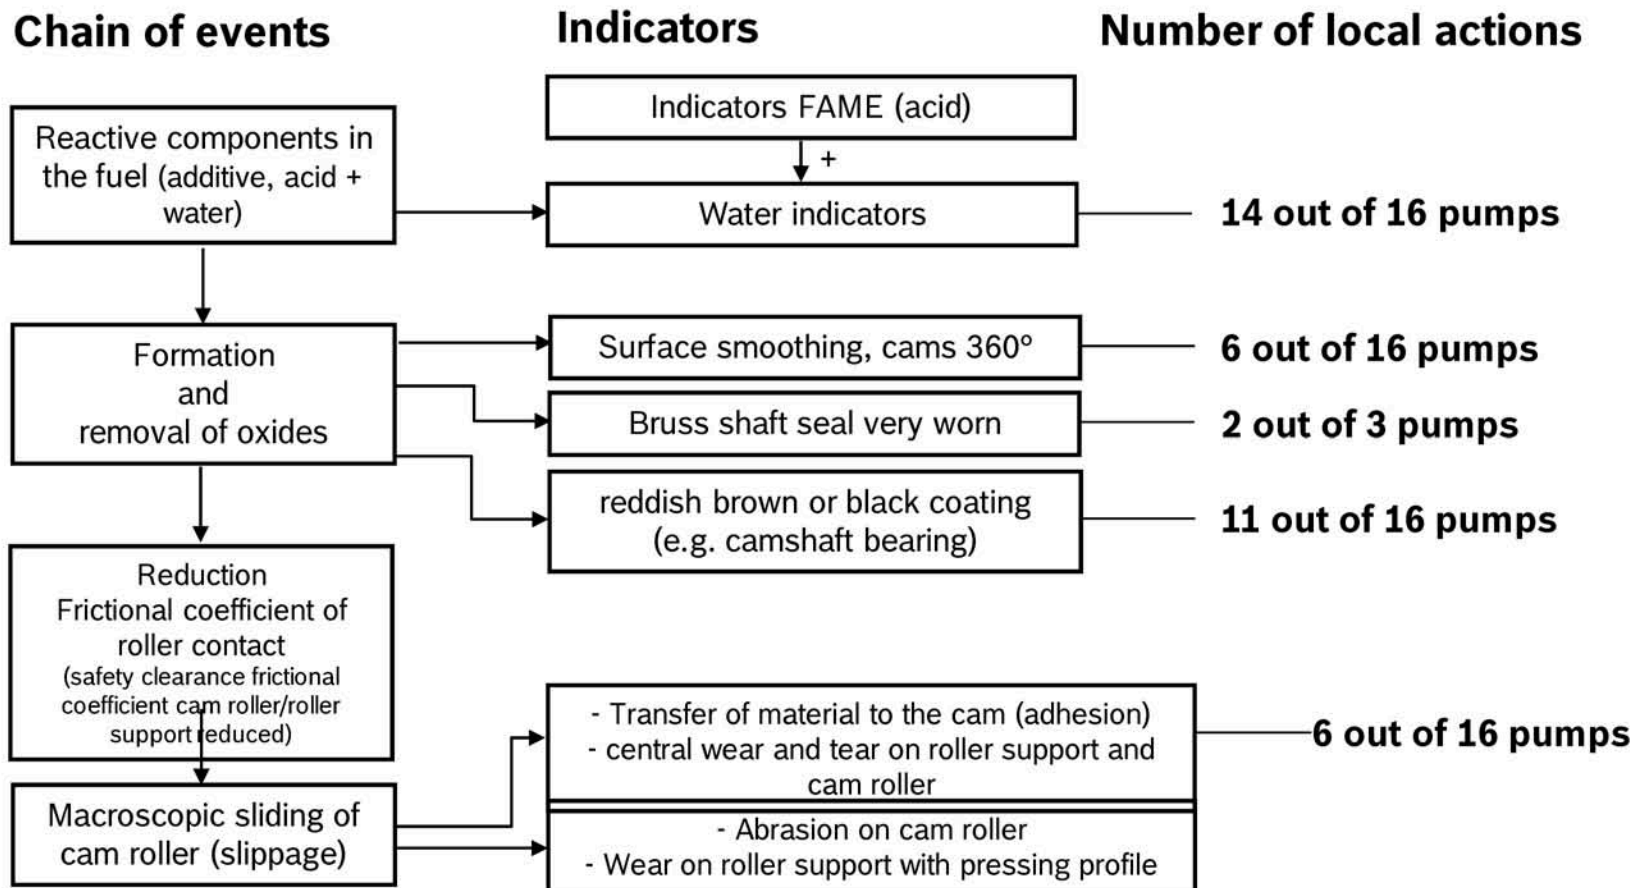 Chain of events
Indicators
Number of local actions
Indicators FAME (acid)
+
Reactive components in
the fuel (additive, acid +
water)
Water indicators
14 out of 16 pumps
Formation
and
removal of oxides
Surface smoothing, cams 360°
6 out of 16 pumps
Bruss shaft seal very worn
2 out of 3 pumps
reddish brown or black coating
(e.g. camshaft bearing)
11 out of 16 pumps
Reduction
Frictional coefficient of
roller contact
(safety clearance frictional
coefficient cam roller/roller
support reduced)
- Transfer of material to the cam (adhesion)
- central wear and tear on roller support and
cam roller
6 out of 16 pumps
Macroscopic sliding of
cam roller (slippage)
- Abrasion on cam roller
- Wear on roller support with pressing profile